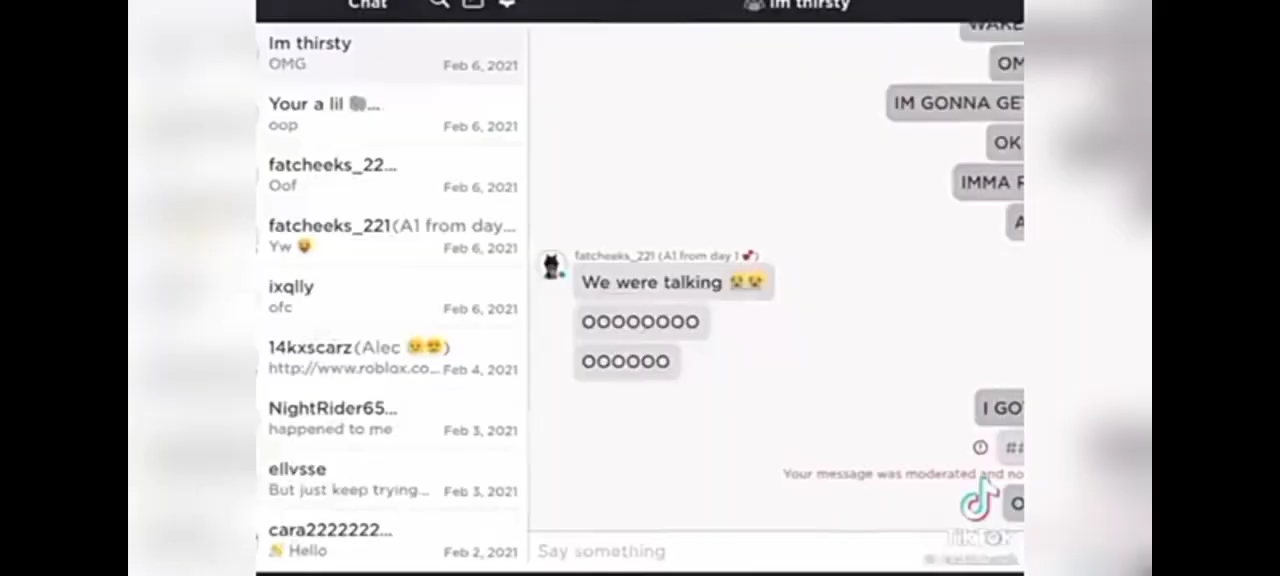 Chat
Im thirsty
Im thirsty
OMG
Feb 6, 2021
Your a lil
...
oop
Feb 6, 2021
fatcheeks_22...
Oof
Feb 6, 2021
fatcheeks_221(A1 from day...
Yw 😝
Feb 6, 2021
ixqlly
ofc
Feb 6, 2021
14kxscarz(Alec
)
http://www.roblox.co...
Feb 4, 2021
NightRider65...
happened to me
Feb 3, 2021
ellvsse
But just keep trying...
Feb 3, 2021
cara2222222...
👋 Hello
Feb 2, 2021
WAKE
OM
IM GONNA GE
OK
IMMA
A
fatcheeks_221 (A1 from day 1 💕)
We were talking
OOOOOOOO
OOOOOO
I GO
##
Your message was moderated and no
O
Say something
TikTok